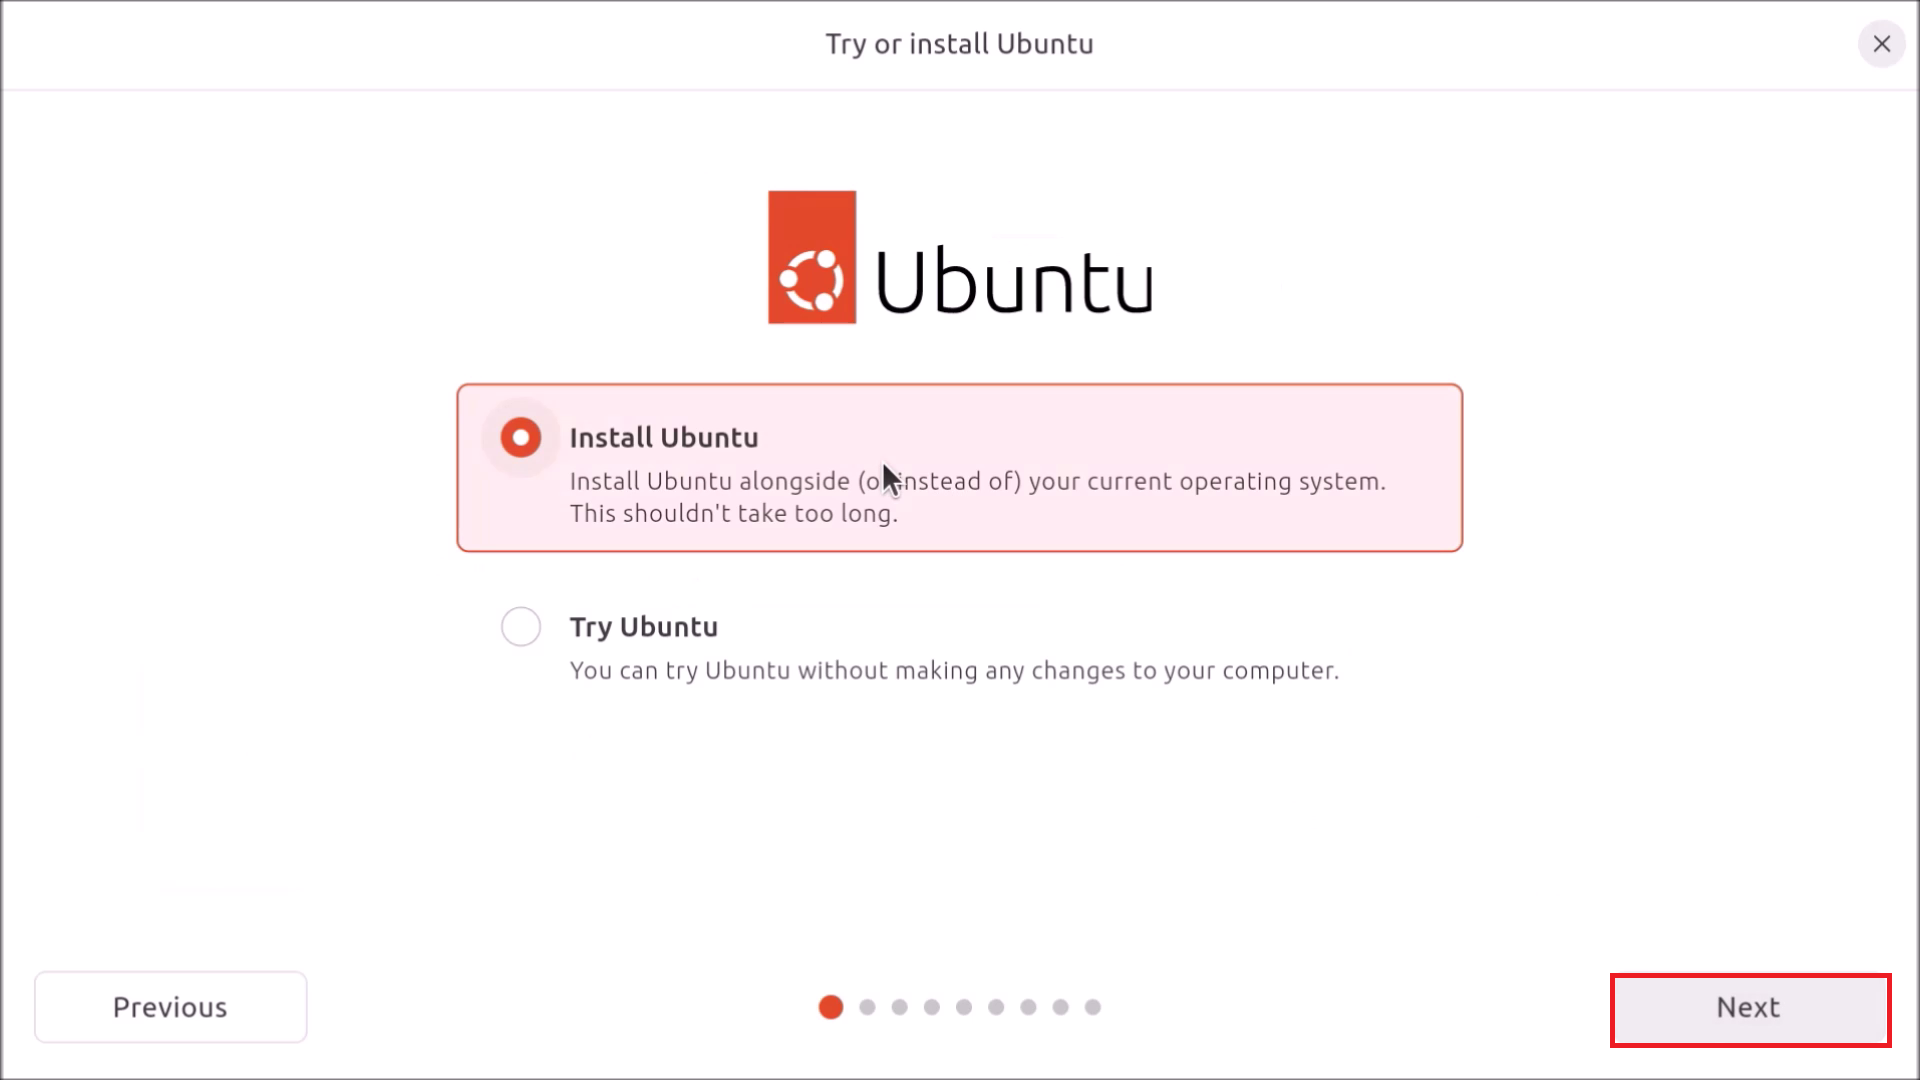 Try or install Ubuntu
Ubuntu
Install Ubuntu
Install Ubuntu alongside (or instead of) your current operating system.
This shouldn't take too long.
Try Ubuntu
You can try Ubuntu without making any changes to your computer.
Previous
Next